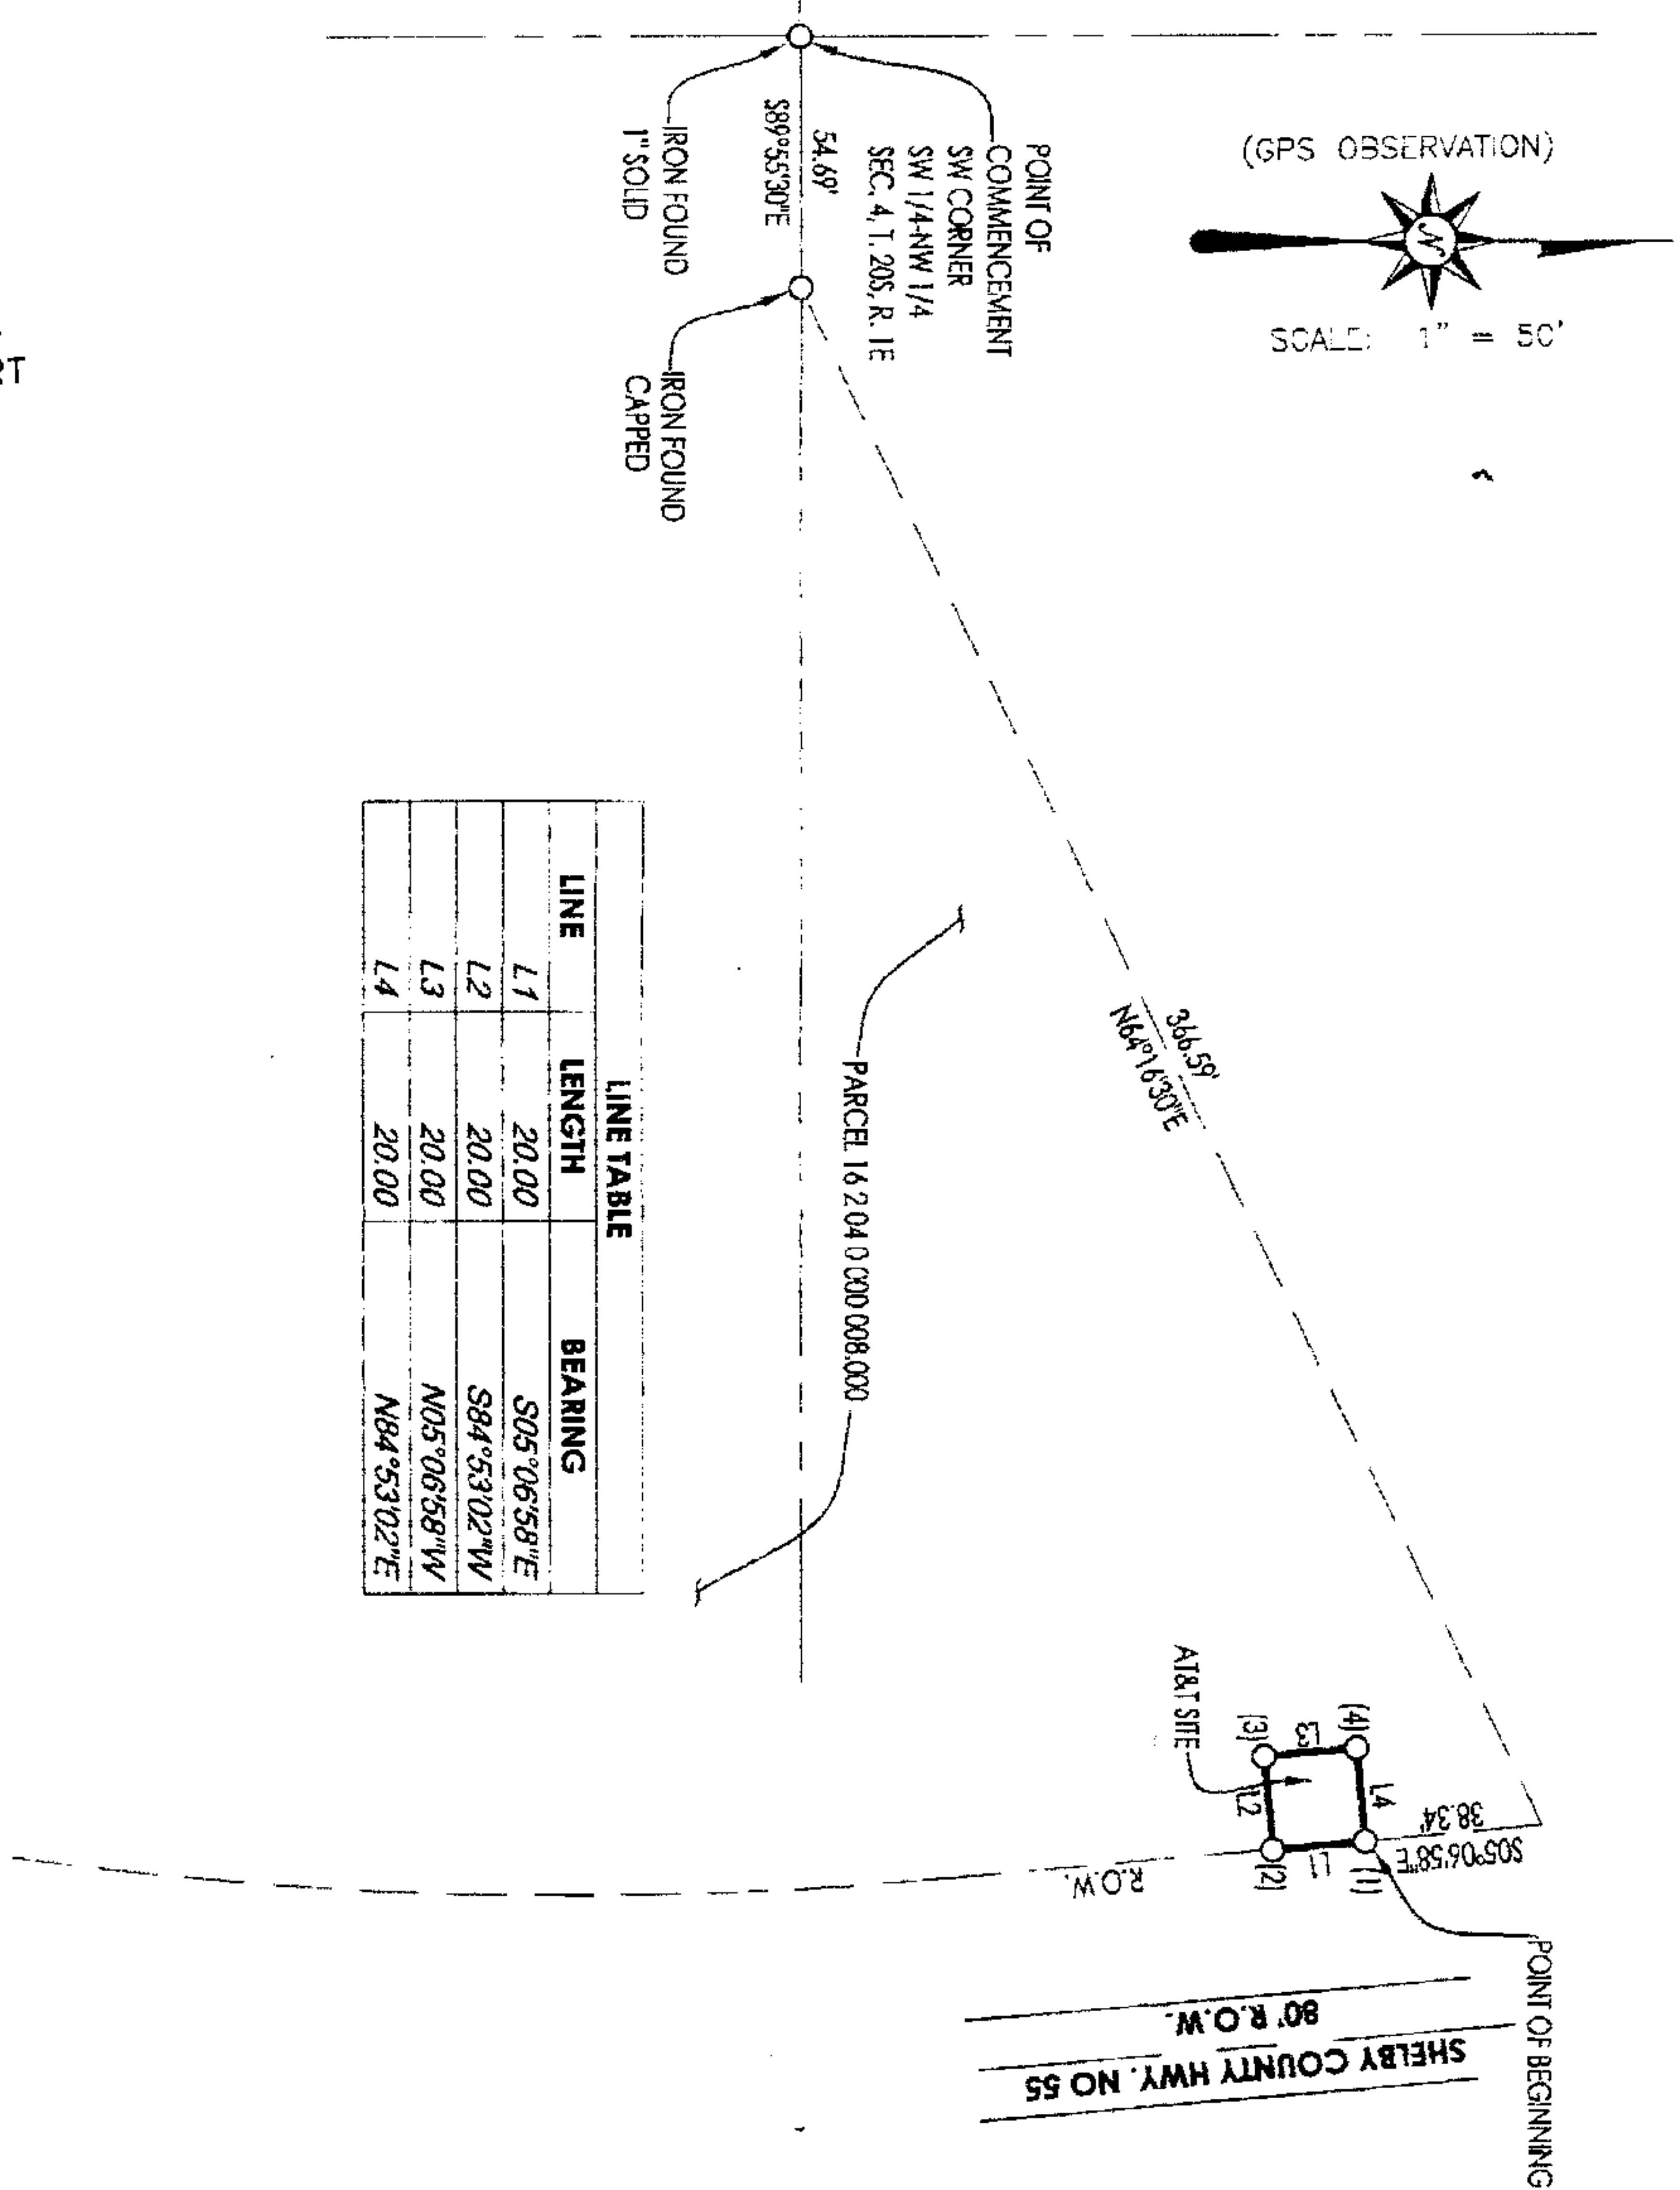 (GPS OBSERVATION)
N
SCALE: 1" = 50'
POINT OF
COMMENCEMENT
SW CORNER
SW 1/4-NW 1/4
SEC. 4, T. 20S, R. 1E
54.69'
S89°55'30"E
IRON FOUND
1" SOLID
IRON FOUND
CAPPED
366.59'
N64°16'30"E
PARCEL 16 2 04 0 000 008.000
LINE TABLE
LINE LENGTH BEARING
L1 20.00 S05°06'58"E
L2 20.00 S84°53'02"W
L3 20.00 N05°06'58"W
L4 20.00 N84°53'02"E
AT&T SITE
(4)
L3
(3)
L4
L2
(1)
L1
(2)
38.34'
S05°06'58"E
R.O.W.
POINT OF BEGINNING
80' R.O.W.
SHELBY COUNTY HWY. NO 55